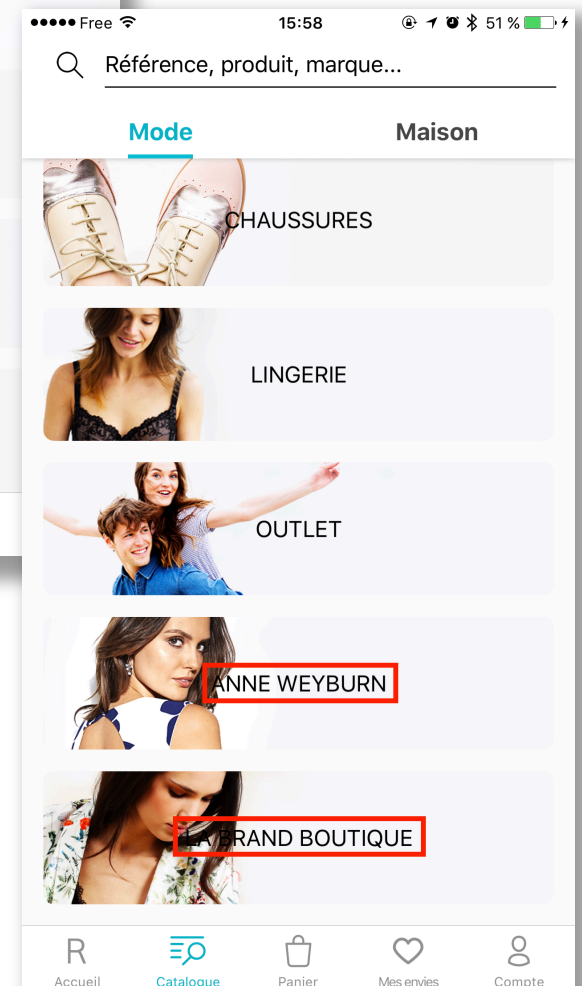 Free 15:58 51 %
Référence, produit, marque...
Mode Maison
CHAUSSURES
LINGERIE
OUTLET
ANNE WEYBURN
LA BRAND BOUTIQUE
R
Accueil Catalogue Panier Mes envies Compte